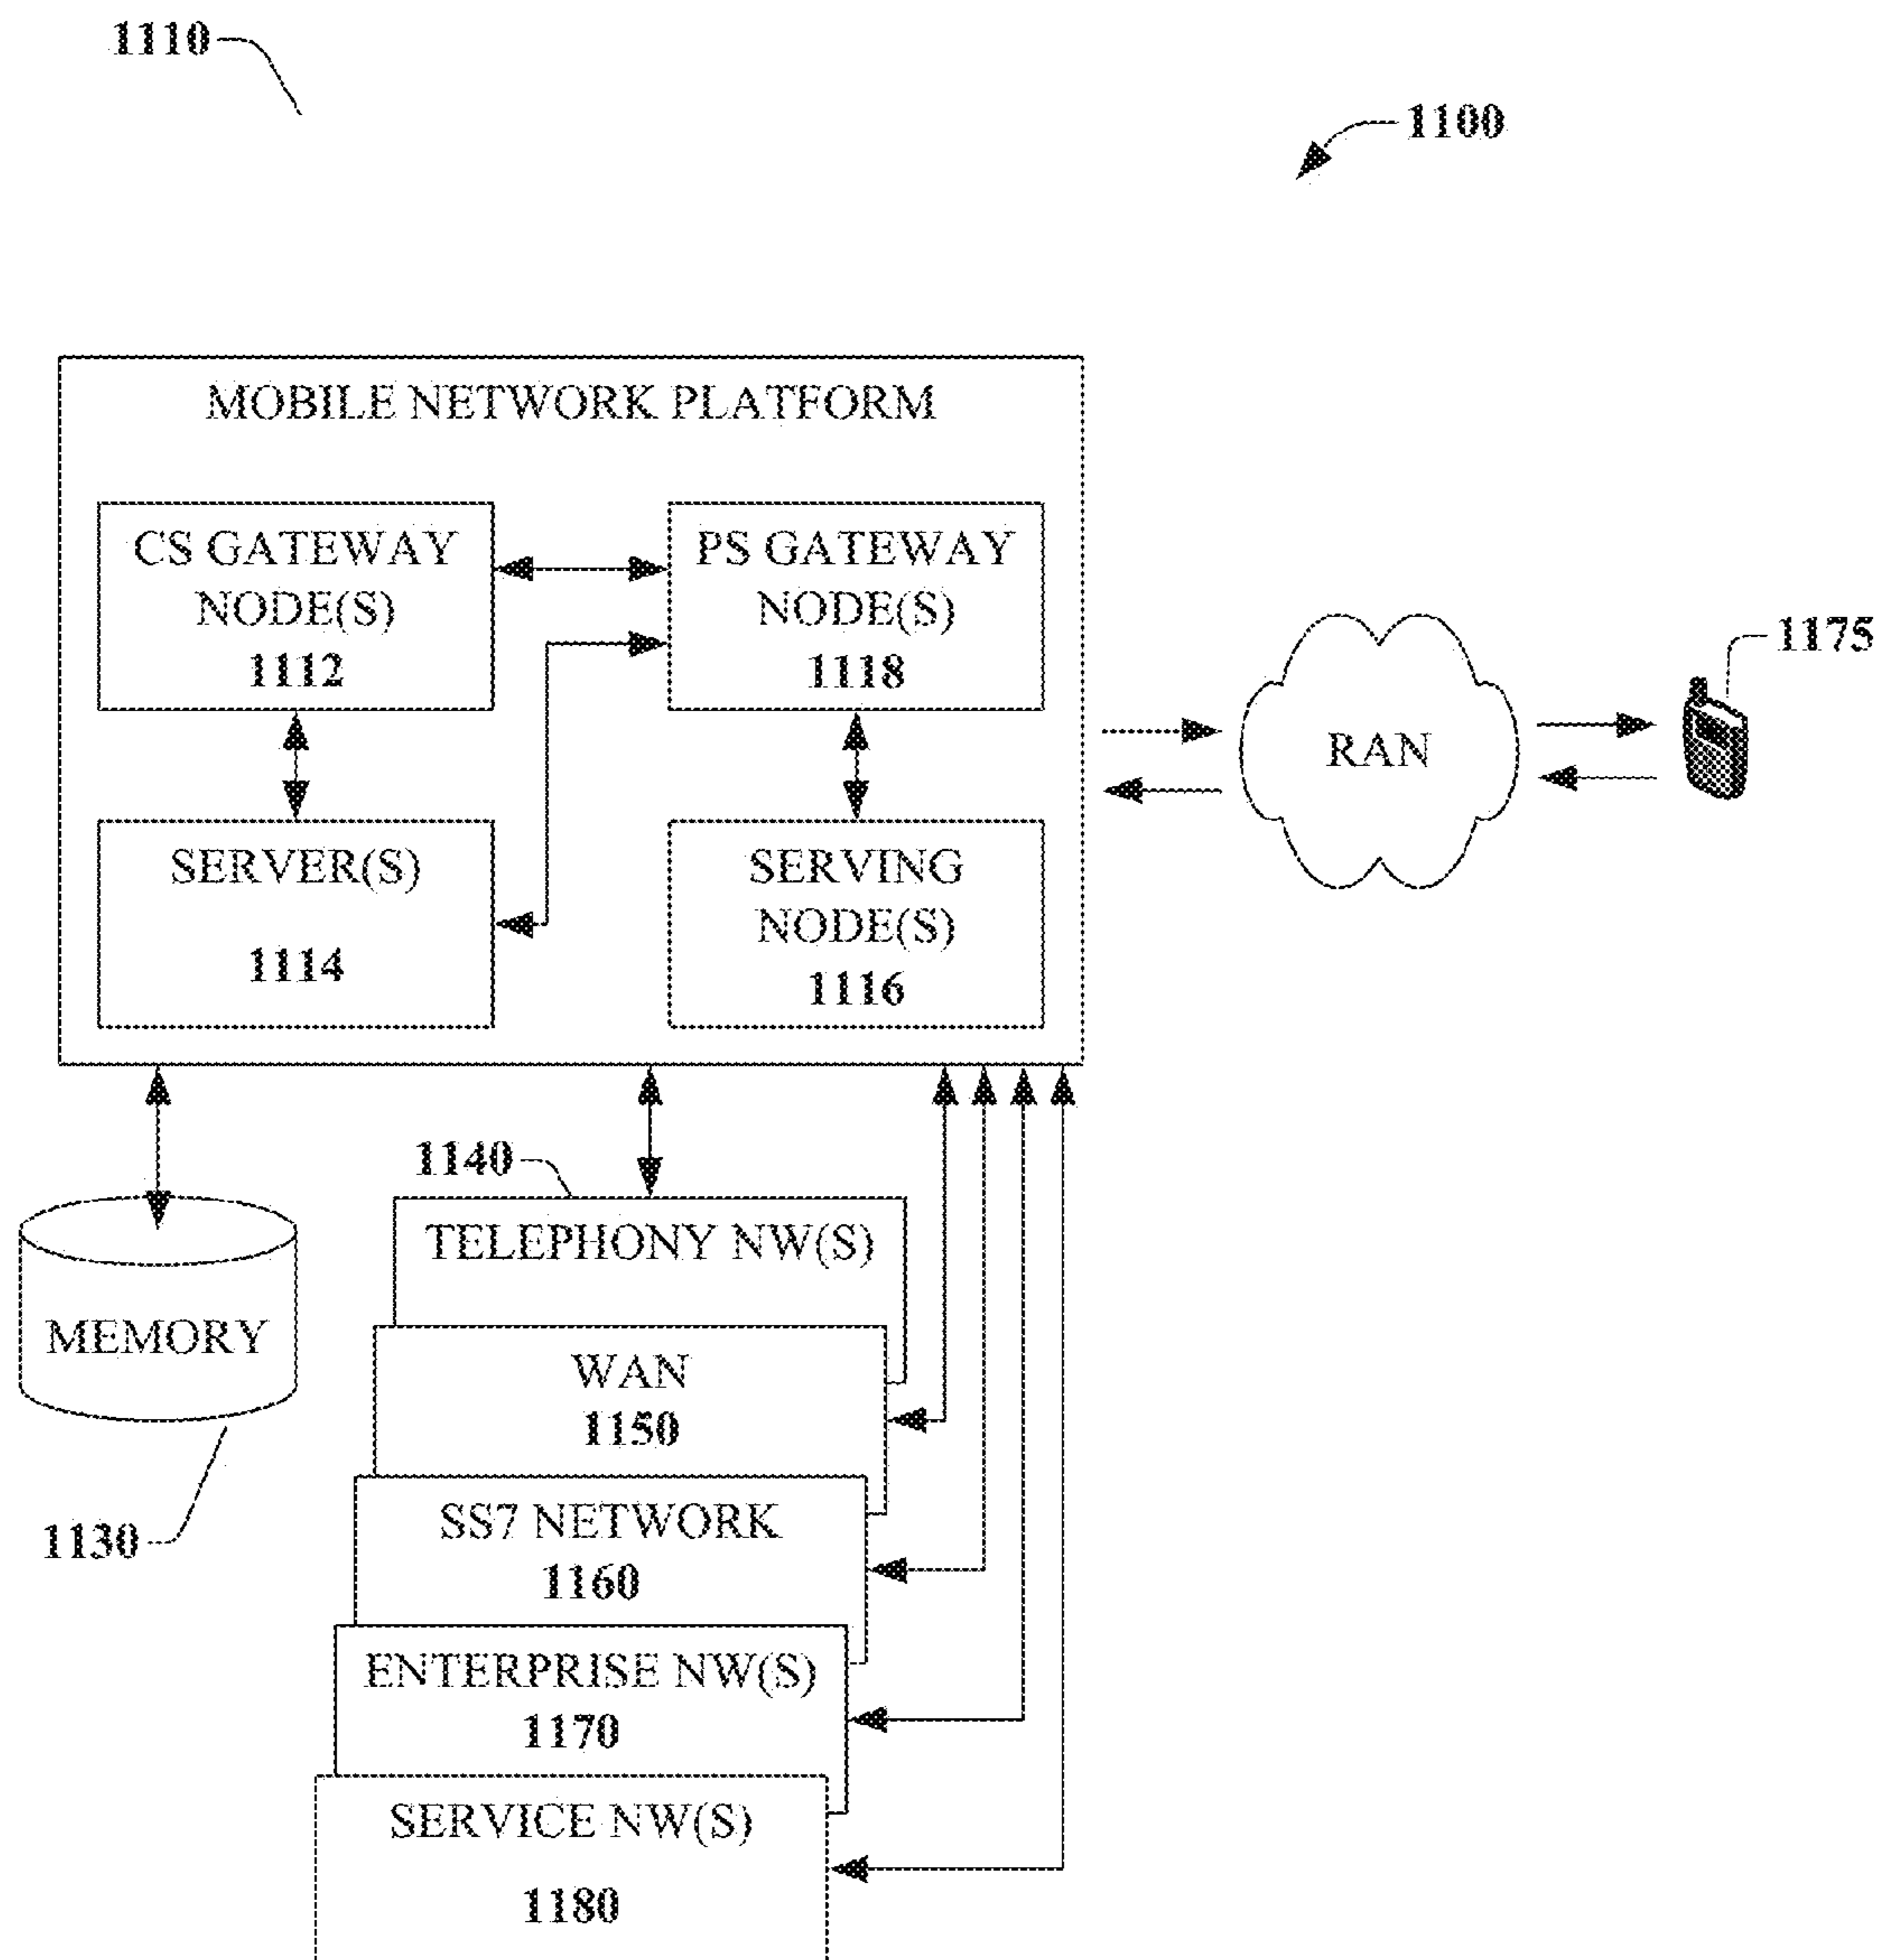 1110
1100
MOBILE NETWORK PLATFORM
CS GATEWAY
NODE(S)
1112
PS GATEWAY
NODE(S)
1118
SERVER(S)
1114
SERVING
NODE(S)
1116
RAN
1175
1140
TELEPHONY NW(S)
MEMORY
1130
WAN
1150
SS7 NETWORK
1160
ENTERPRISE NW(S)
1170
SERVICE NW(S)
1180